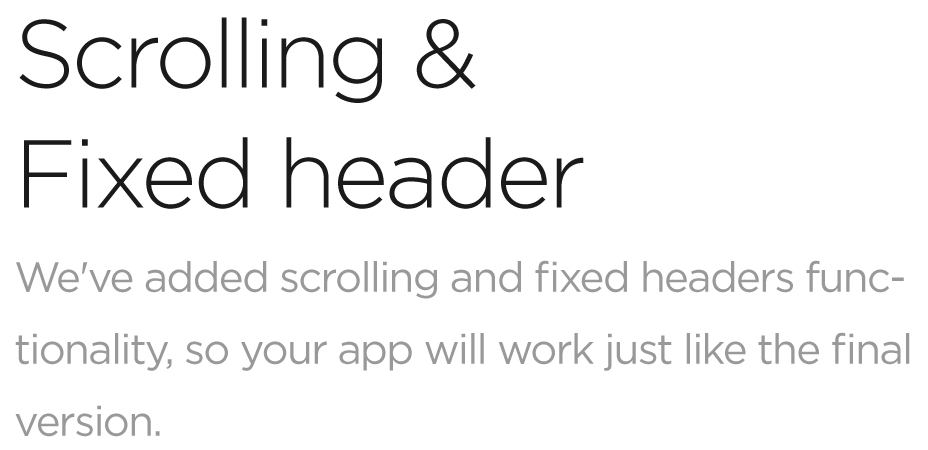 Scrolling &
Fixed header
We've added scrolling and fixed headers func-
tionality, so your app will work just like the final
version.